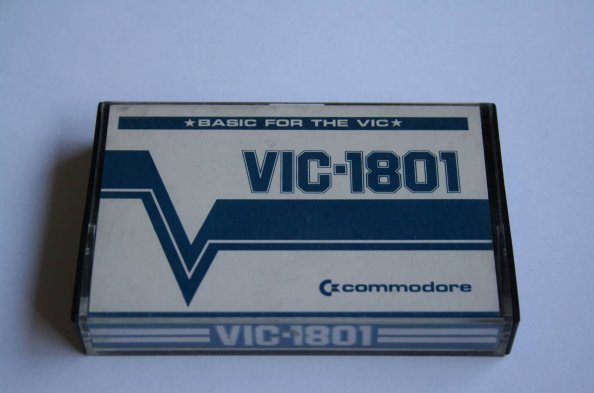 ★BASIC FOR THE VIC★
VIC-1801
commodore
VIC-1801